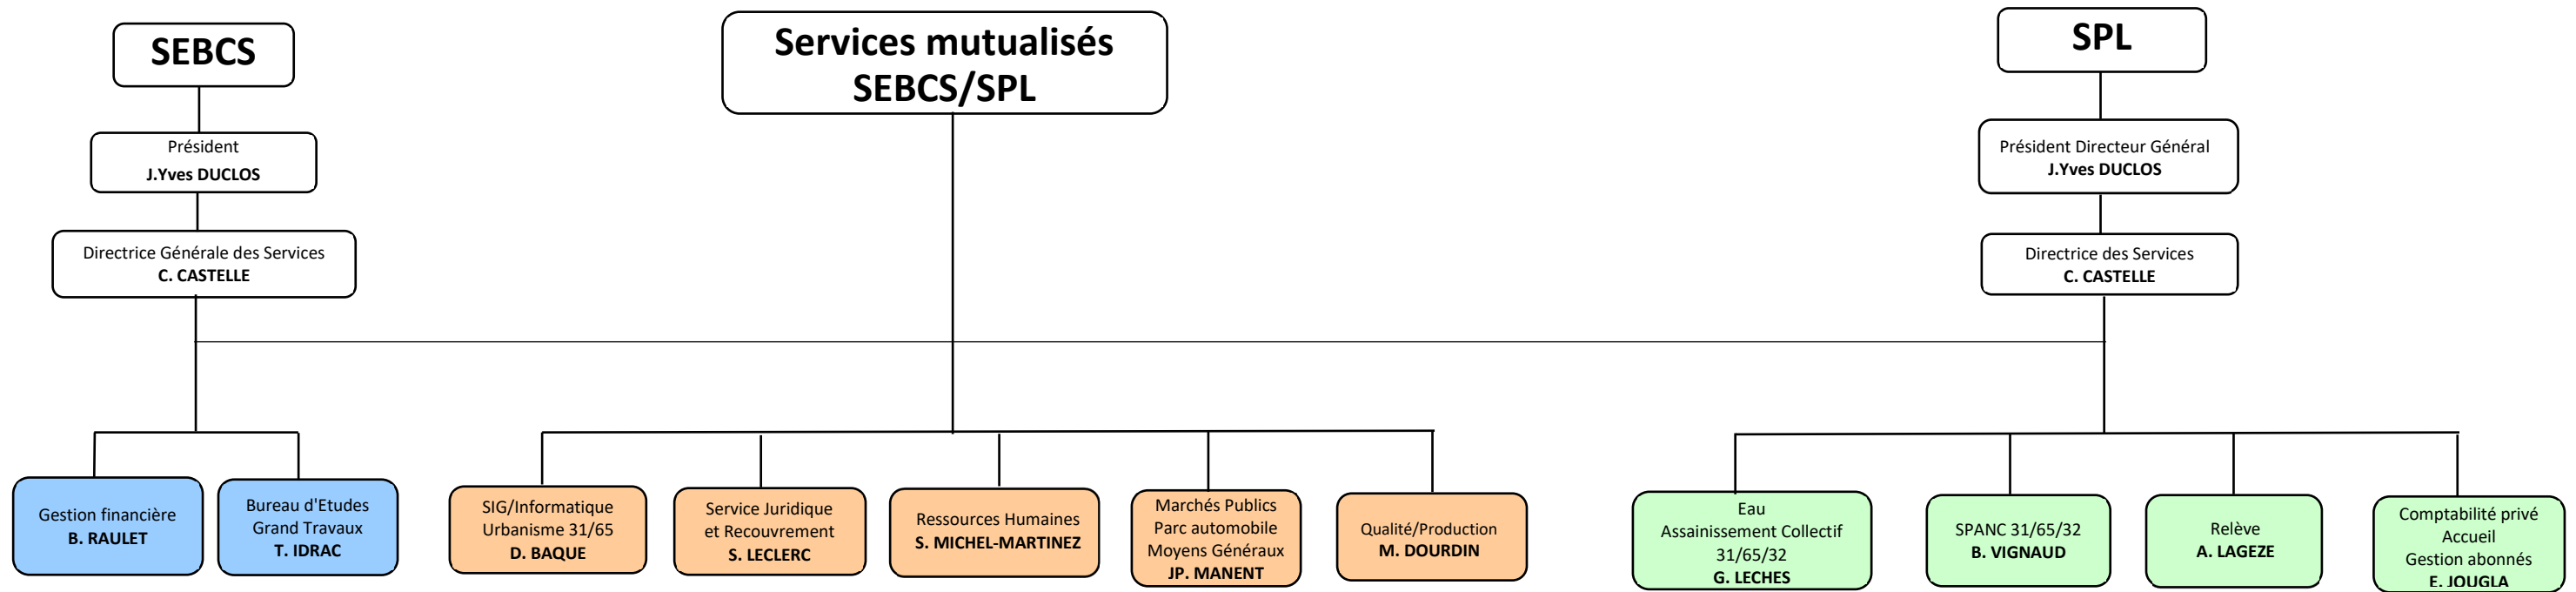 SEBCS
Services mutualisés
SEBCS/SPL
SPL
Président
J.Yves DUCLOS
Président Directeur Général
J.Yves DUCLOS
Directrice Générale des Services
C. CASTELLE
Directrice des Services
C. CASTELLE
Gestion financière
B. RAULET
Bureau d'Etudes
Grand Travaux
T. IDRAC
SIG/Informatique
Urbanisme 31/65
D. BAQUE
Service Juridique
et Recouvrement
S. LECLERC
Ressources Humaines
S. MICHEL-MARTINEZ
Marchés Publics
Parc automobile
Moyens Généraux
JP. MANENT
Qualité/Production
M. DOURDIN
Eau
Assainissement Collectif
31/65/32
G. LECHES
SPANC 31/65/32
B. VIGNAUD
Relève
A. LAGEZE
Comptabilité privé
Accueil
Gestion abonnés
E. JOUGLA